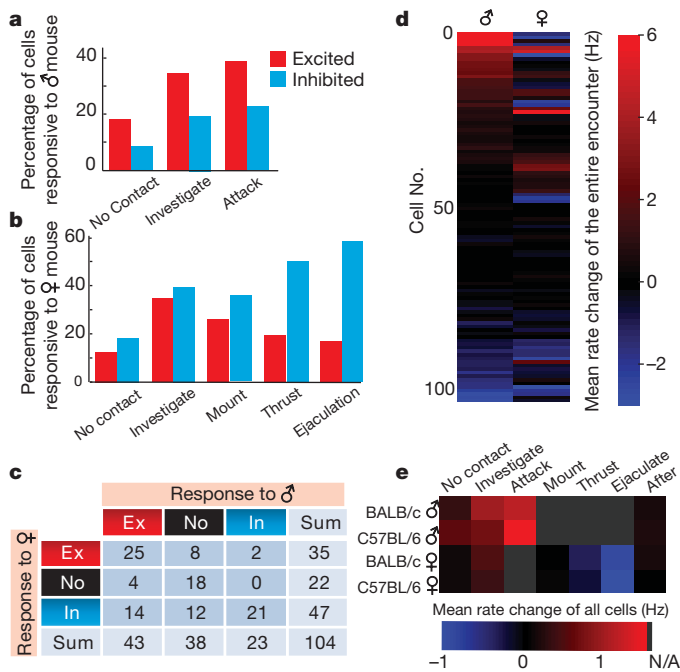 a
Percentage of cells
responsive to ♂ mouse
40
20
0
Excited
Inhibited
No Contact
Investigate
Attack
b
Percentage of cells
responsive to ♀ mouse
60
40
20
0
No contact
Investigate
Mount
Thrust
Ejaculation
c
Response to ♂
Response to ♀
Ex No In Sum
Ex 25 8 2 35
No 4 18 0 22
In 14 12 21 47
Sum 43 38 23 104
d
♂ ♀
Cell No.
0
50
100
Mean rate change of the entire encounter (Hz)
6
4
2
0
−2
e
No contact
Investigate
Attack
Mount
Thrust
Ejaculate
After
BALB/c ♂
C57BL/6 ♂
BALB/c ♀
C57BL/6 ♀
Mean rate change of all cells (Hz)
−1 0 1 N/A